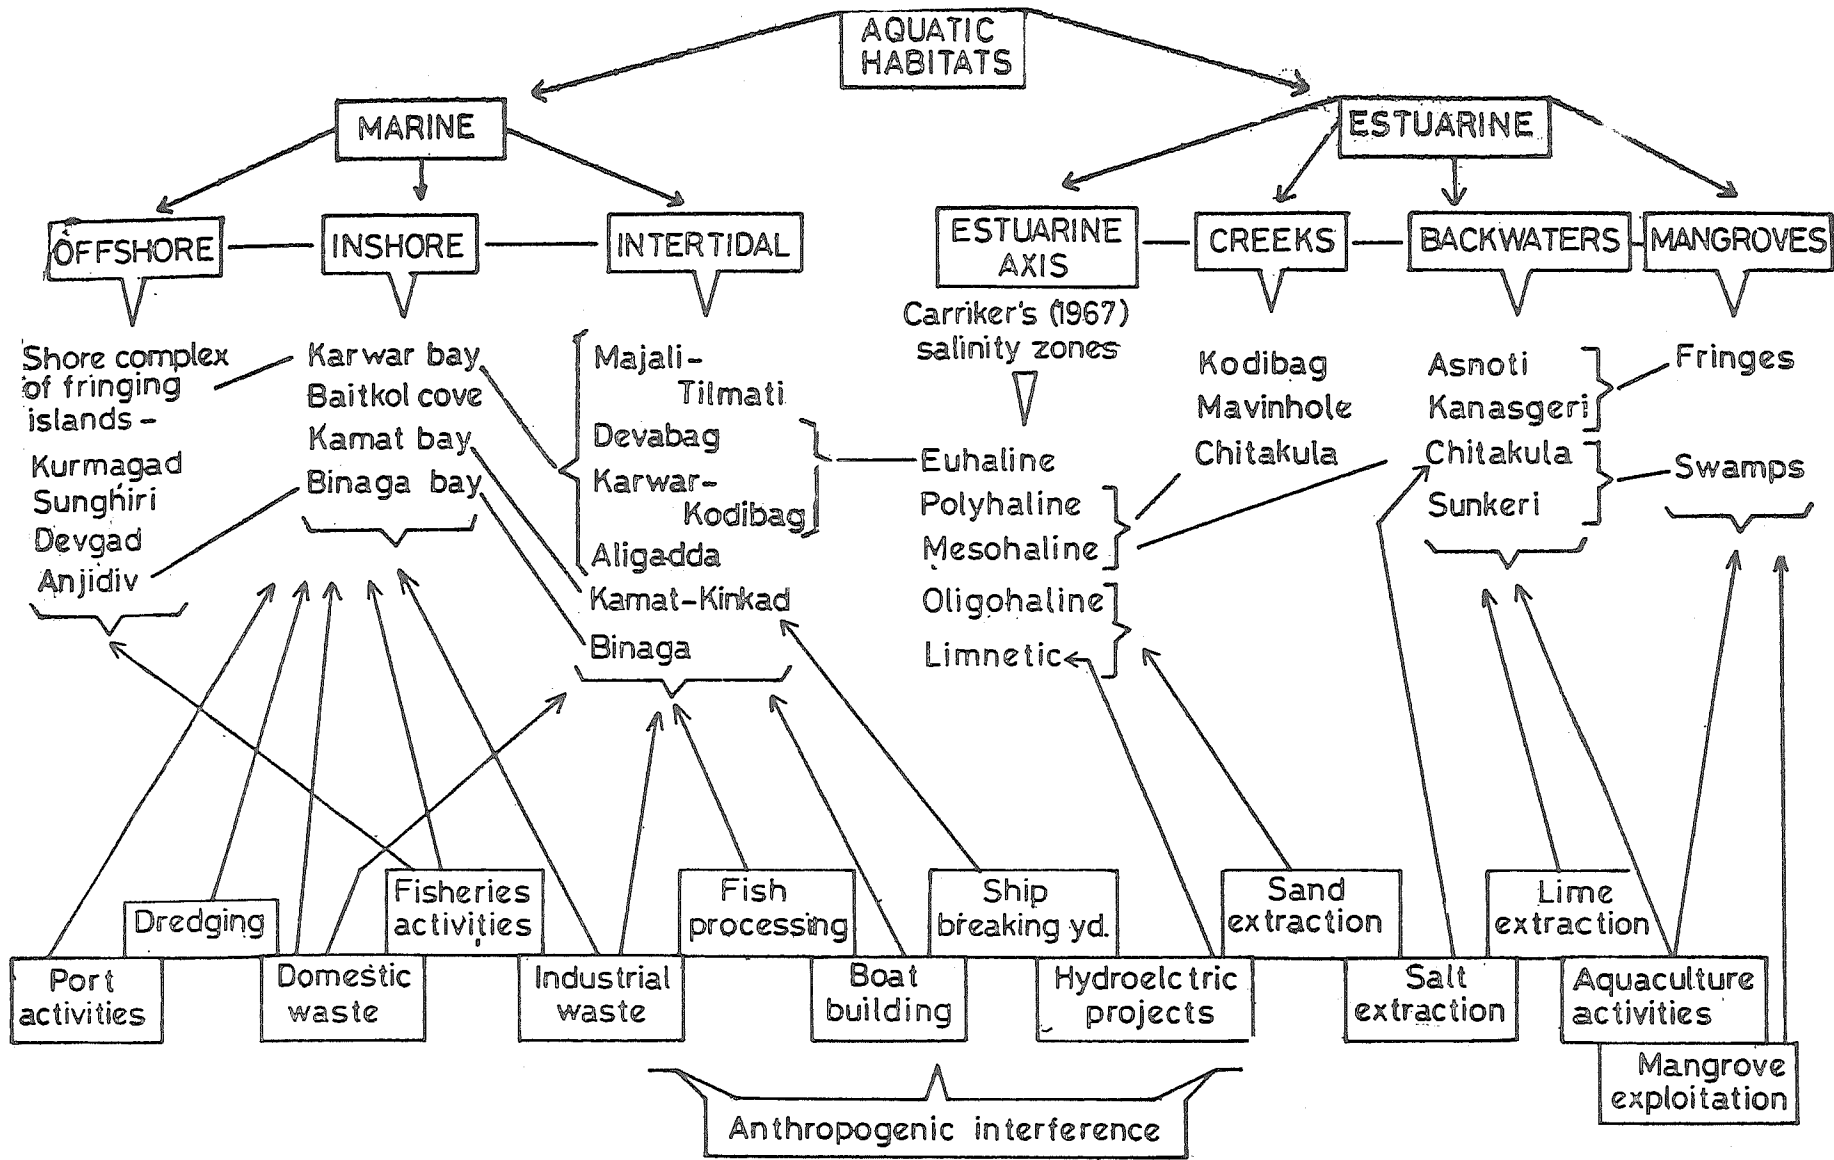 AQUATIC
HABITATS
MARINE
ESTUARINE
OFFSHORE
INSHORE
INTERTIDAL
ESTUARINE
AXIS
CREEKS
BACKWATERS
MANGROVES
Shore complex
of fringing
islands -
Kurmagad
Sunghiri
Devgad
Anjidiv
Karwar bay
Baitkol cove
Kamat bay
Binaga bay
Majali-
Tilmati
Devabag
Karwar-
Kodibag
Aligadda
Kamat-Kinkad
Binaga
Carriker's (1967)
salinity zones
Euhaline
Polyhaline
Mesohaline
Oligohaline
Limnetic
Kodibag
Mavinhole
Chitakula
Asnoti
Kanasgeri
Chitakula
Sunkeri
Fringes
Swamps
Port
activities
Dredging
Domestic
waste
Fisheries
activities
Industrial
waste
Fish
processing
Boat
building
Ship
breaking yd.
Hydroelctric
projects
Sand
extraction
Salt
extraction
Lime
extraction
Aquaculture
activities
Mangrove
exploitation
Anthropogenic interference